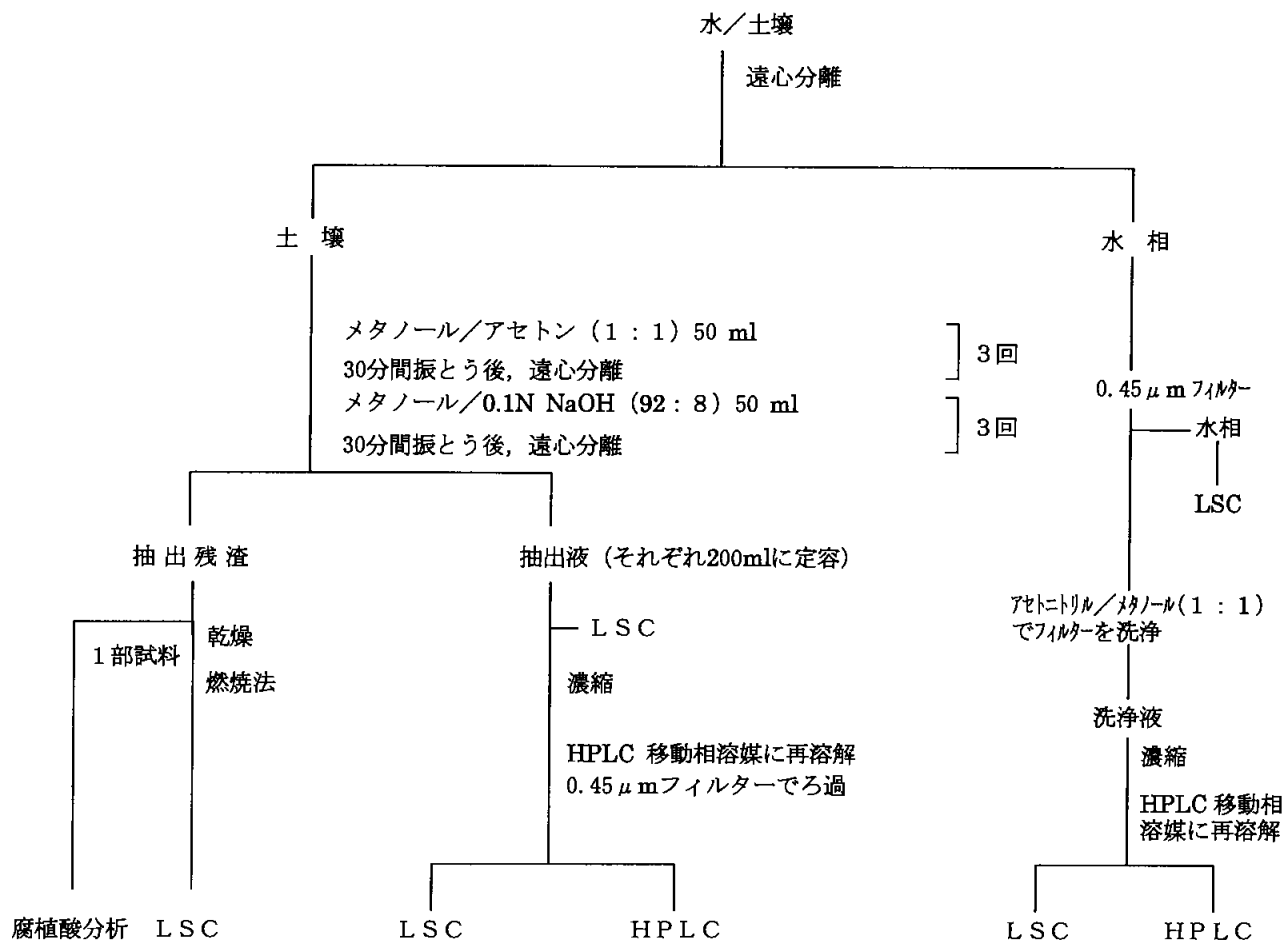 水／土壌
遠心分離
土 壌
水 相
メタノール／アセトン（1：1）50 ml
30分間振とう後，遠心分離
3回
メタノール／0.1N NaOH（92：8）50 ml
30分間振とう後，遠心分離
3回
0.45μmフィルター
水相
LSC
抽出残渣
抽出液（それぞれ200mlに定容）
アセトニトリル／メタノール(1：1)
でフィルターを洗浄
1部試料
乾燥
燃焼法
LSC
濃縮
HPLC 移動相溶媒に再溶解
0.45μmフィルターでろ過
洗浄液
濃縮
HPLC 移動相
溶媒に再溶解
腐植酸分析
LSC
LSC
HPLC
LSC
HPLC